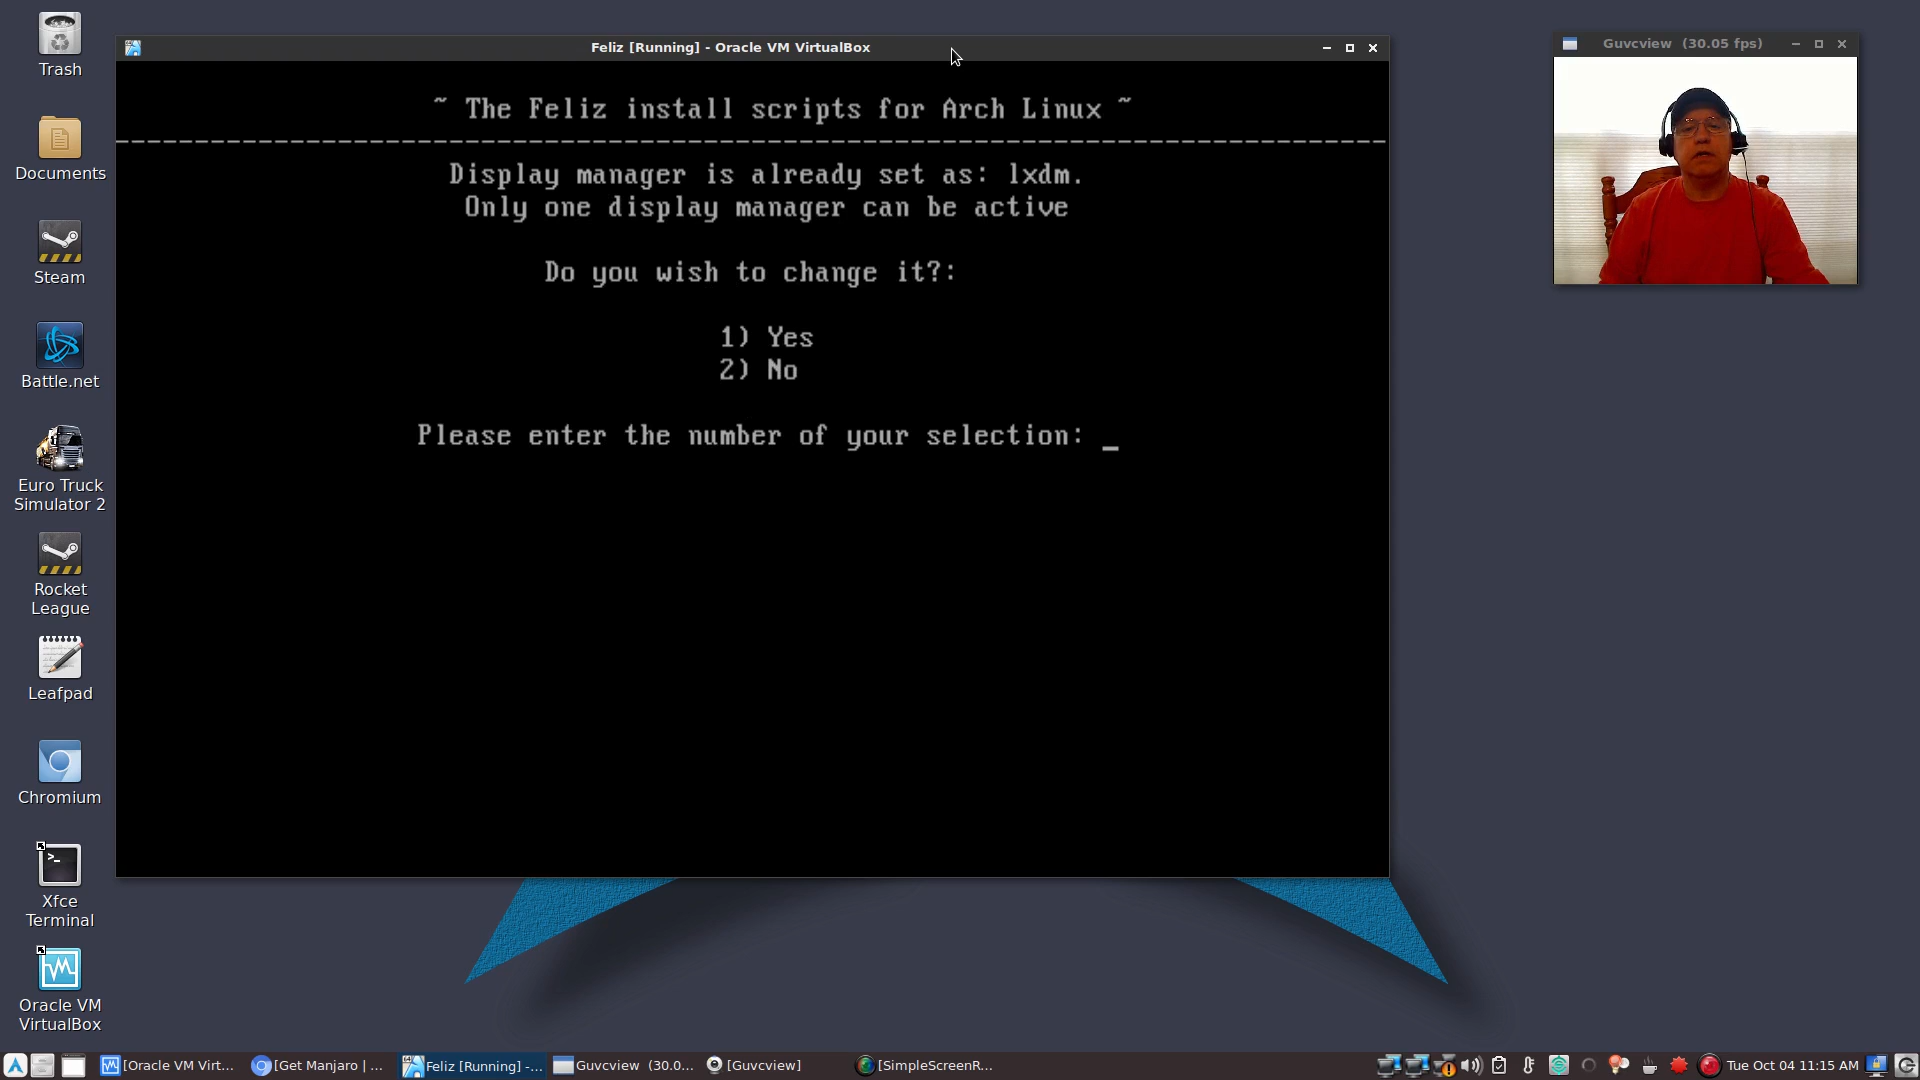 Trash
Documents
Steam
Battle.net
Euro Truck
Simulator 2
Rocket
League
Leafpad
Chromium
Xfce
Terminal
Oracle VM
VirtualBox
Feliz [Running] - Oracle VM VirtualBox
~ The Feliz install scripts for Arch Linux ~
Display manager is already set as: lxdm.
Only one display manager can be active
Do you wish to change it?:
1) Yes
2) No
Please enter the number of your selection: _
Guvcview (30.05 fps)
[Oracle VM Virt...
[Get Manjaro | ...
Feliz [Running] -...
Guvcview (30.0...
[Guvcview]
[SimpleScreenR...
Tue Oct 04 11:15 AM